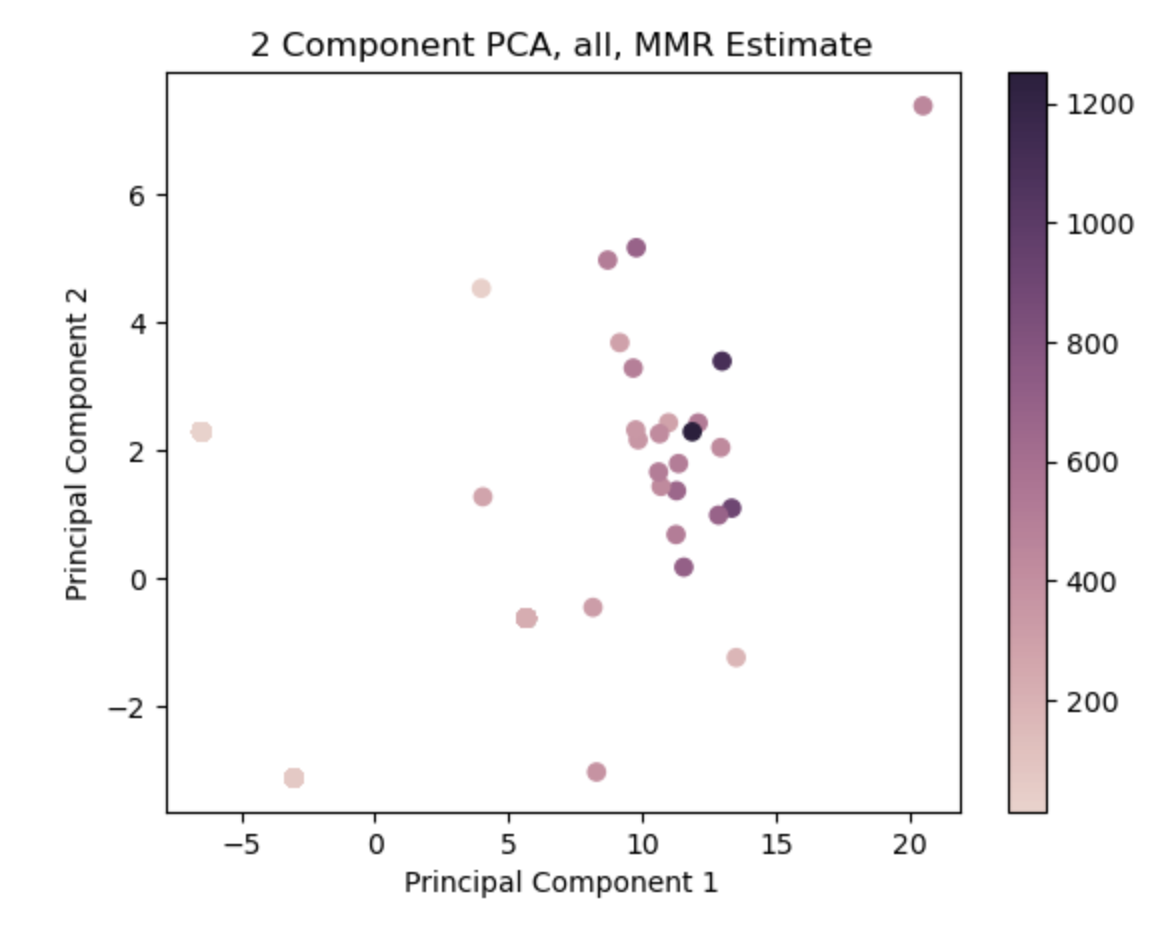 2 Component PCA, all, MMR Estimate
1200
6
1000
4
800
Principal Component 2
2
600
0
400
−2
200
−5 0 5 10 15 20
Principal Component 1